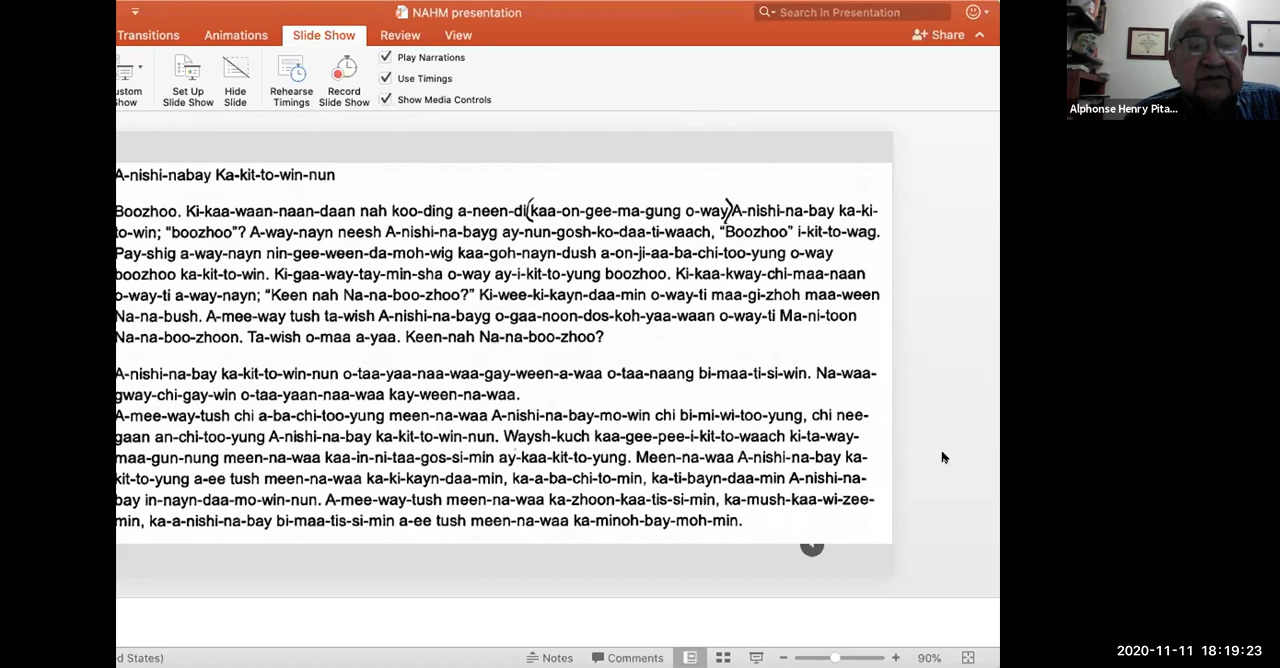 NAHM presentation
Search in Presentation
Transitions Animations Slide Show Review View
Share
Play Narrations
Use Timings
Show Media Controls
Set Up
Slide Show
Hide
Slide
Rehearse
Timings
Record
Slide Show
Alphonse Henry Pita...
A-nishi-nabay Ka-kit-to-win-nun
Boozhoo. Ki-kaa-waan-naan-daan nah koo-ding a-neen-di(kaa-on-gee-ma-gung o-way)A-nishi-na-bay ka-ki-
to-win; “boozhoo”? A-way-nayn neesh A-nishi-na-bayg ay-nun-gosh-ko-daa-ti-waach, “Boozhoo” i-kit-to-wag.
Pay-shig a-way-nayn nin-gee-ween-da-moh-wig kaa-goh-nayn-dush a-on-ji-aa-ba-chi-too-yung o-way
boozhoo ka-kit-to-win. Ki-gaa-way-tay-min-sha o-way ay-i-kit-to-yung boozhoo. Ki-kaa-kway-chi-maa-naan
o-way-ti a-way-nayn; “Keen nah Na-na-boo-zhoo?” Ki-wee-ki-kayn-daa-min o-way-ti maa-gi-zhoh maa-ween
Na-na-bush. A-mee-way tush ta-wish A-nishi-na-bayg o-gaa-noon-dos-koh-yaa-waan o-way-ti Ma-ni-toon
Na-na-boo-zhoon. Ta-wish o-maa a-yaa. Keen-nah Na-na-boo-zhoo?
A-nishi-na-bay ka-kit-to-win-nun o-taa-yaa-naa-waa-gay-ween-a-waa o-taa-naang bi-maa-ti-si-win. Na-waa-
gway-chi-gay-win o-taa-yaan-naa-waa kay-ween-na-waa.
A-mee-way-tush chi a-ba-chi-too-yung meen-na-waa A-nishi-na-bay-mo-win chi bi-mi-wi-too-yung, chi nee-
gaan an-chi-too-yung A-nishi-na-bay ka-kit-to-win-nun. Waysh-kuch kaa-gee-pee-i-kit-to-waach ki-ta-way-
maa-gun-nung meen-na-waa kaa-in-ni-taa-gos-si-min ay-kaa-kit-to-yung. Meen-na-waa A-nishi-na-bay ka-
kit-to-yung a-ee tush meen-na-waa ka-ki-kayn-daa-min, ka-a-ba-chi-to-min, ka-ti-bayn-daa-min A-nishi-na-
bay in-nayn-daa-mo-win-nun. A-mee-way-tush meen-na-waa ka-zhoon-kaa-tis-si-min, ka-mush-kaa-wi-zee-
min, ka-a-nishi-na-bay bi-maa-tis-si-min a-ee tush meen-na-waa ka-minoh-bay-moh-min.
Notes Comments 90%
2020-11-11 18:19:23